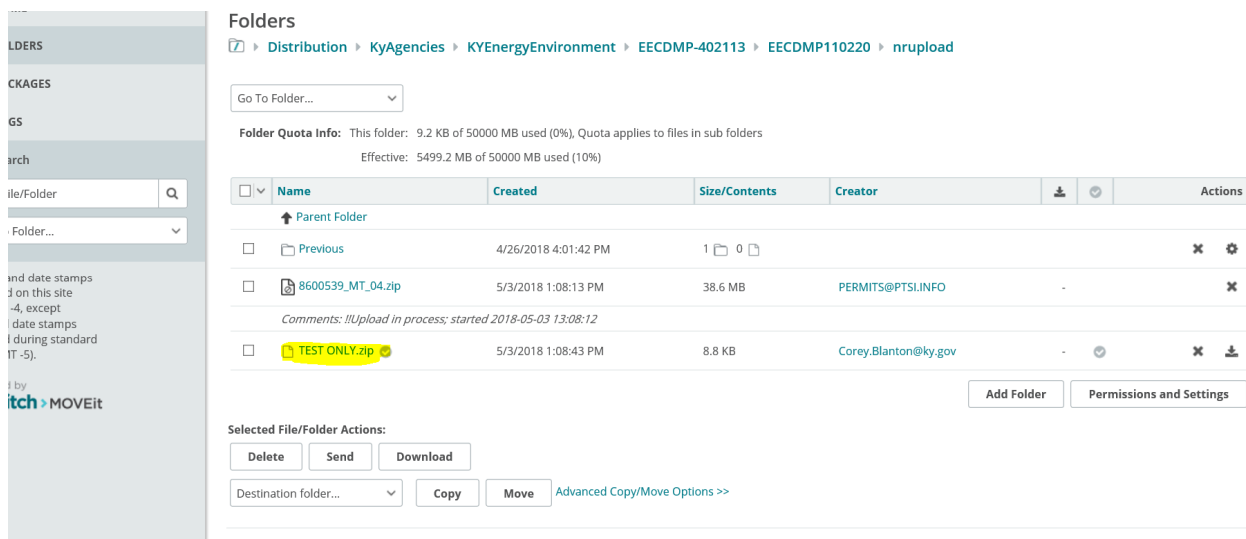 Folders
LDERS
Distribution KyAgencies KYEnergyEnvironment EECDMP-402113 EECDMP110220 nrupload
CKAGES
Go To Folder...
GS
Folder Quota Info: This folder: 9.2 KB of 50000 MB used (0%), Quota applies to files in sub folders
Effective: 5499.2 MB of 50000 MB used (10%)
arch
ile/Folder
Folder...
Name Created Size/Contents Creator Actions
Parent Folder
Previous 4/26/2018 4:01:42 PM 1 0
8600539_MT_04.zip 5/3/2018 1:08:13 PM 38.6 MB PERMITS@PTSI.INFO -
Comments: !!Upload in process; started 2018-05-03 13:08:12
TEST ONLY.zip 5/3/2018 1:08:43 PM 8.8 KB Corey.Blanton@ky.gov -
and date stamps
d on this site
-4, except
date stamps
d during standard
MT -5).
d by
itch > MOVEit
Add Folder Permissions and Settings
Selected File/Folder Actions:
Delete Send Download
Destination folder... Copy Move Advanced Copy/Move Options >>